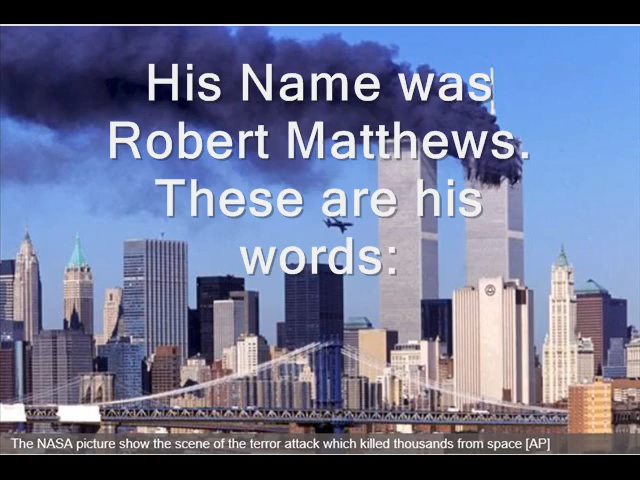 His Name was
Robert Matthews.
These are his
words:
The NASA picture show the scene of the terror attack which killed thousands from space [AP]